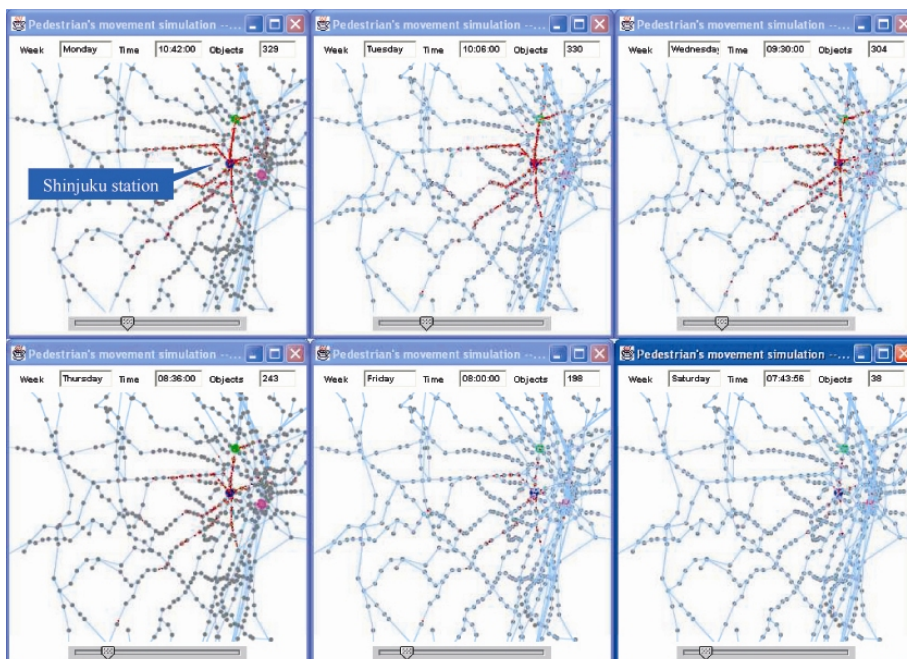 Pedestrian's movement simulation --...
Week Monday Time 10:42:00 Objects 329
Shinjuku station
Pedestrian's movement simulation --...
Week Tuesday Time 10:06:00 Objects 330
Pedestrian's movement simulation --...
Week Wednesday Time 09:30:00 Objects 304
Pedestrian's movement simulation --...
Week Thursday Time 08:36:00 Objects 243
Pedestrian's movement simulation --...
Week Friday Time 08:00:00 Objects 198
Pedestrian's movement simulation --...
Week Saturday Time 07:43:56 Objects 38